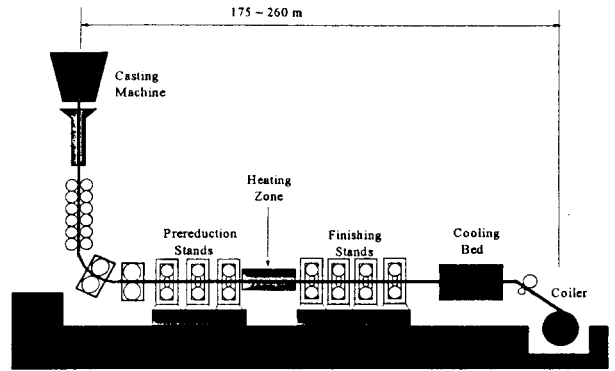 175 ~ 260 m
Casting
Machine
Heating
Zone
Prereduction
Stands
Finishing
Stands
Cooling
Bed
Coiler